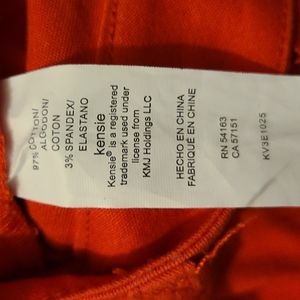 97% COTTON/
ALGODON/
COTON
3% SPANDEX/
ELASTANO
kensie
Kensie® is a registered
trademark used under
license from
KMJ Holdings LLC
HECHO EN CHINA
FABRIQUÉ EN CHINE
RN 54163
CA 57151
KV3E1025